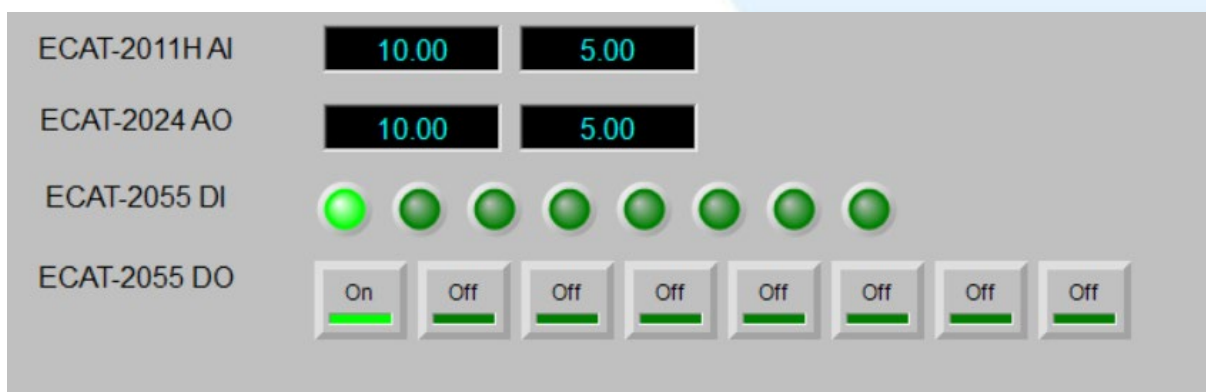 ECAT-2011H AI 10.00 5.00
ECAT-2024 AO 10.00 5.00
ECAT-2055 DI
ECAT-2055 DO On Off Off Off Off Off Off Off